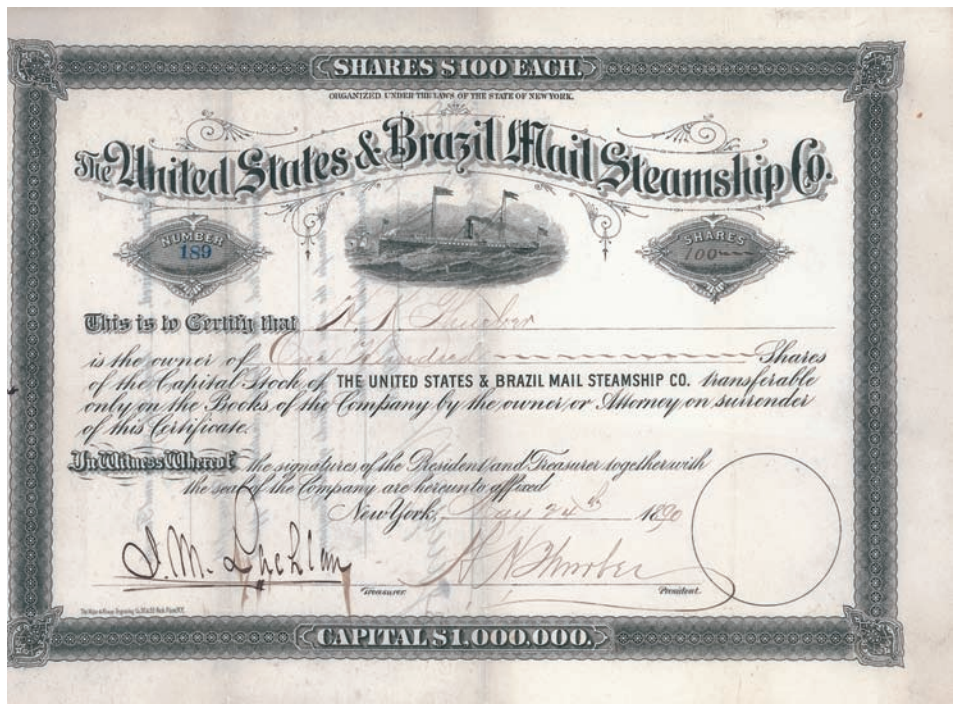 SHARES $100 EACH.
ORGANIZED UNDER THE LAWS OF THE STATE OF NEW YORK.
The United States & Brazil Mail Steamship Co.
NUMBER
189
SHARES
100
This is to Certify that H K Thurber
is the owner of One Hundred Shares
of the Capital Stock of THE UNITED STATES & BRAZIL MAIL STEAMSHIP CO. transferable
only on the Books of the Company by the owner or Attorney on surrender
of this Certificate.
In Witness Whereof the signatures of the President and Treasurer together with
the seal of the Company are hereunto affixed
New York, May 24th 1890
Treasurer.
President.
CAPITAL $1,000,000.